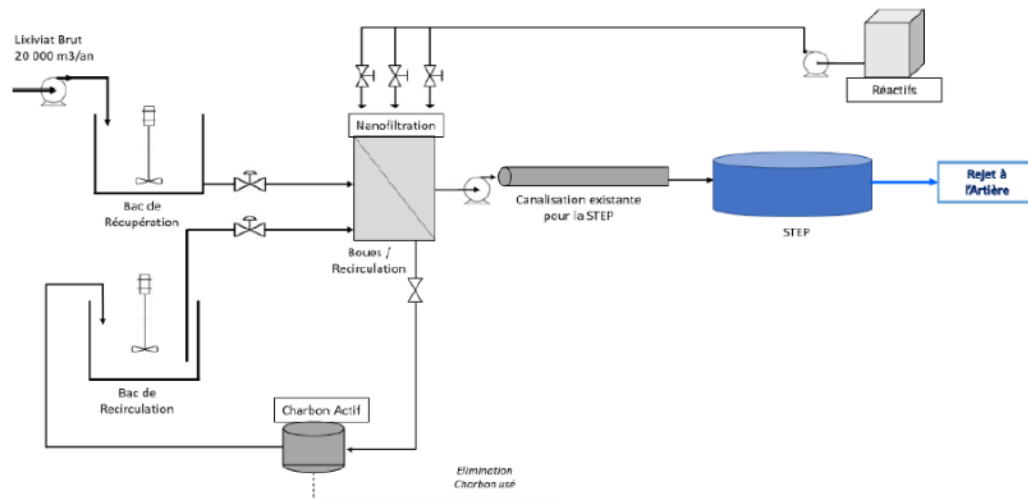 Lixiviat Brut
20 000 m3/an
Réactifs
Nanofiltration
Bac de
Récupération
Canalisation existante
pour la STEP
STEP
Rejet à
l'Artière
Boues /
Recirculation
Bac de
Recirculation
Charbon Actif
Elimination
Charbon usé